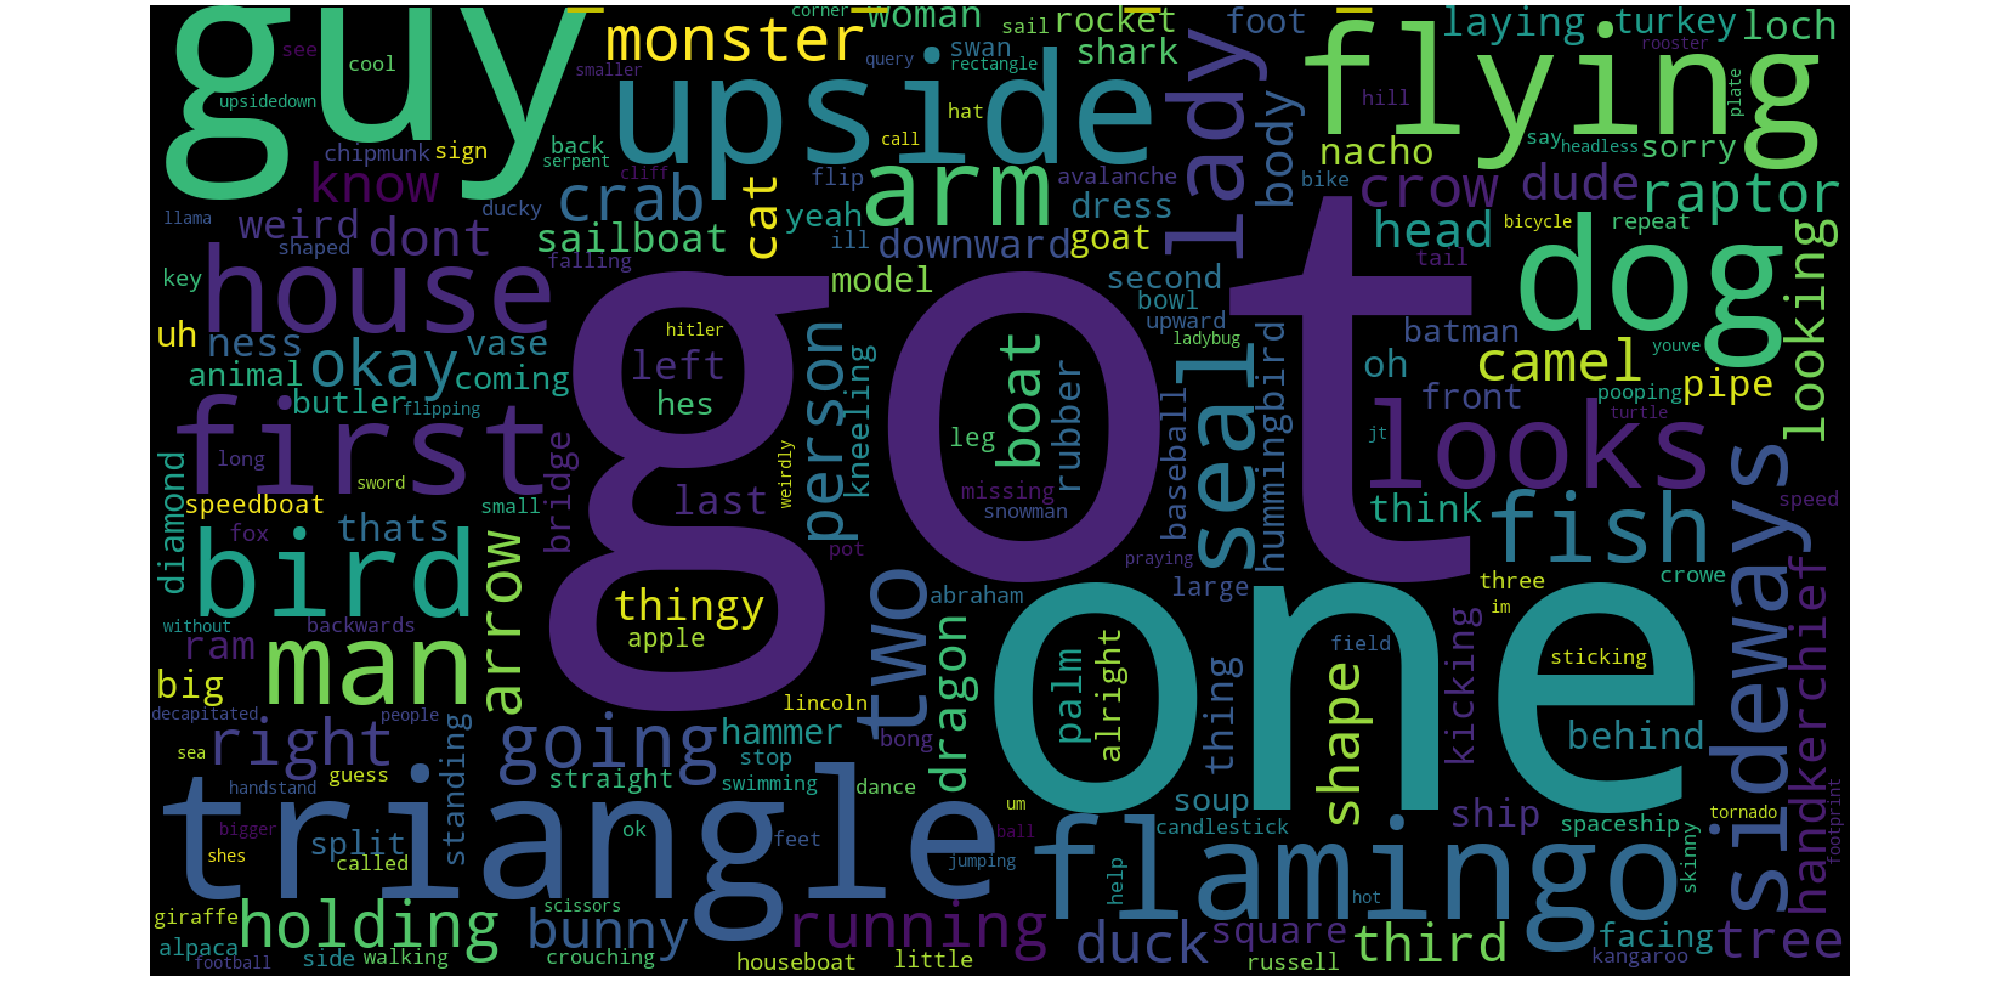 guy
monster
corner
woman
sail
rocket
foot
flying
laying
turkey
loch
see
cool
smaller
upside
query
swan
rectangle
shark
lady
rooster
upsidedown
hat
body
hill
plate
chipmunk
sign
back
serpent
call
nacho
say
headless
sorry
know
crab
cliff
cat
flip
arm
avalanche
bike
crow
dude
raptor
llama
weird
shaped
dont
ducky
sailboat
yeah
ill
downward
dress
goat
head
bicycle
repeat
looking
key
house
falling
model
second
bowl
tail
dog
uh
ness
okay
vase
got
hitler
person
upward
ladybug
hummingbird
batman
youve
animal
coming
left
kneeling
boat
rubber
seal
oh
camel
pipe
butler
flipping
hes
leg
baseball
front
looks
pooping
turtle
first
long
sword
bridge
last
weirdly
missing
snowman
jt
think
fish
sideways
speed
diamond
speedboat
small
fox
thats
arrow
pot
praying
bird
thingy
two
abraham
large
one
three
im
crowe
handkerchief
without
backwards
apple
dragon
palm
alright
field
sticking
ram
man
big
lincoln
thing
shape
kicking
behind
decapitated
people
right
standing
going
hammer
bong
sea
guess
straight
stop
swimming
handstand
triangle
dance
um
soup
ship
spaceship
tornado
bigger
split
ok
feet
ball
candlestick
footprint
shes
called
jumping
flamingo
help
hot
skinny
giraffe
holding
scissors
bunny
running
duck
square
third
facing
tree
alpaca
football
side
walking
crouching
houseboat
little
russell
kangaroo